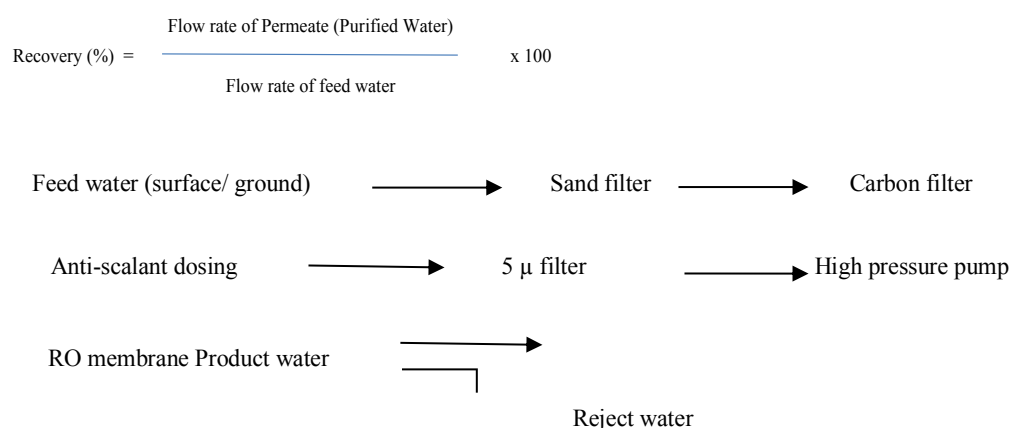 Flow rate of Permeate (Purified Water)
Recovery (%) = x 100
Flow rate of feed water
Feed water (surface/ ground) Sand filter Carbon filter
Anti-scalant dosing 5 µ filter High pressure pump
RO membrane Product water
Reject water